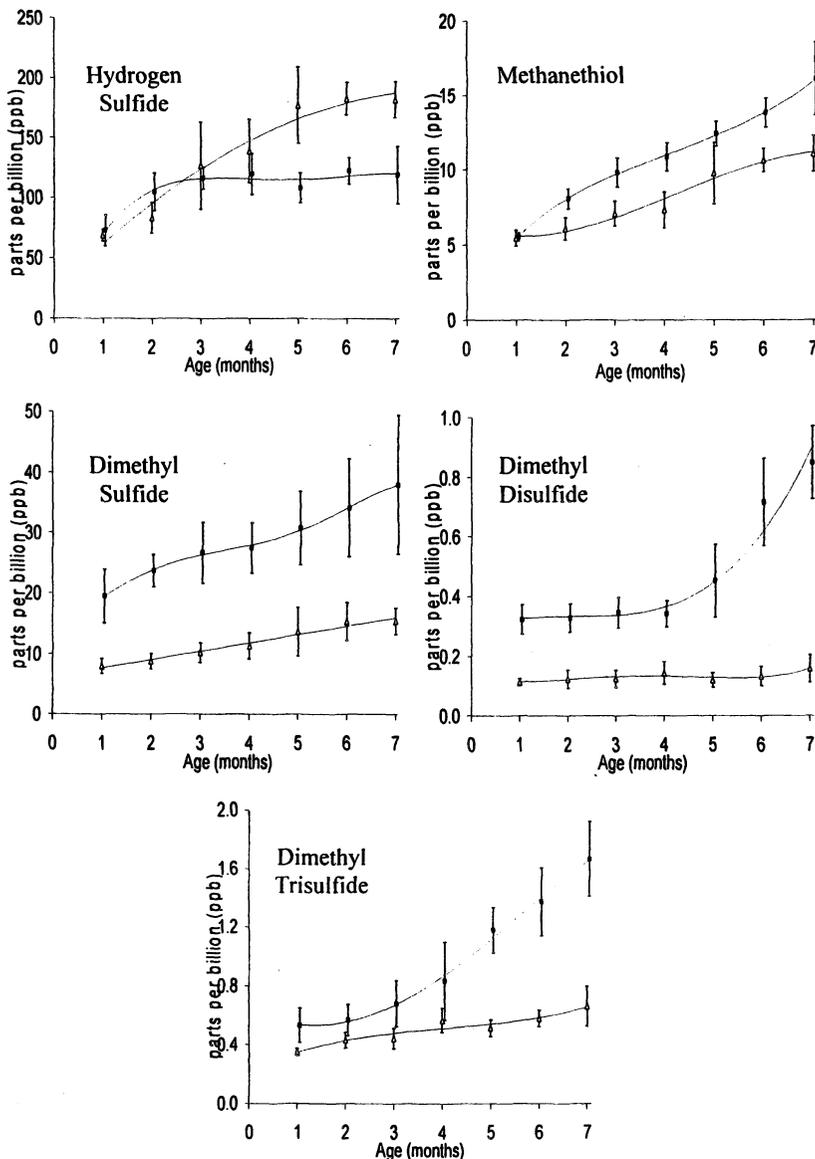 250
200
150
100
50
0
parts per billion (ppb)
Hydrogen
Sulfide
0 1 2 3 4 5 6 7
Age (months)
20
15
10
5
0
parts per billion (ppb)
Methanethiol
0 1 2 3 4 5 6 7
Age (months)
50
40
30
20
10
0
parts per billion (ppb)
Dimethyl
Sulfide
0 1 2 3 4 5 6 7
Age (months)
1.0
0.8
0.6
0.4
0.2
0.0
parts per billion (ppb)
Dimethyl
Disulfide
0 1 2 3 4 5 6 7
Age (months)
2.0
1.6
1.2
0.8
0.4
0.0
parts per billion (ppb)
Dimethyl
Trisulfide
0 1 2 3 4 5 6 7
Age (months)